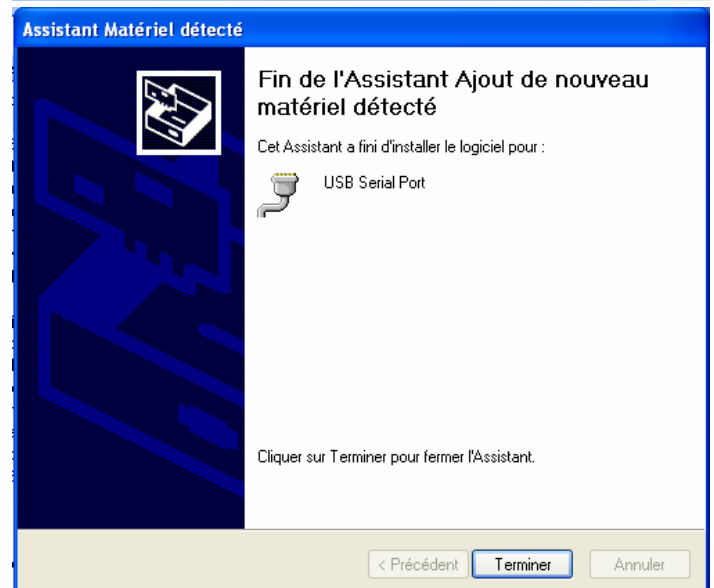 Assistant Matériel détecté
Fin de l'Assistant Ajout de nouveau
matériel détecté
Cet Assistant a fini d'installer le logiciel pour :
USB Serial Port
Cliquer sur Terminer pour fermer l'Assistant.
< Précédent Terminer Annuler